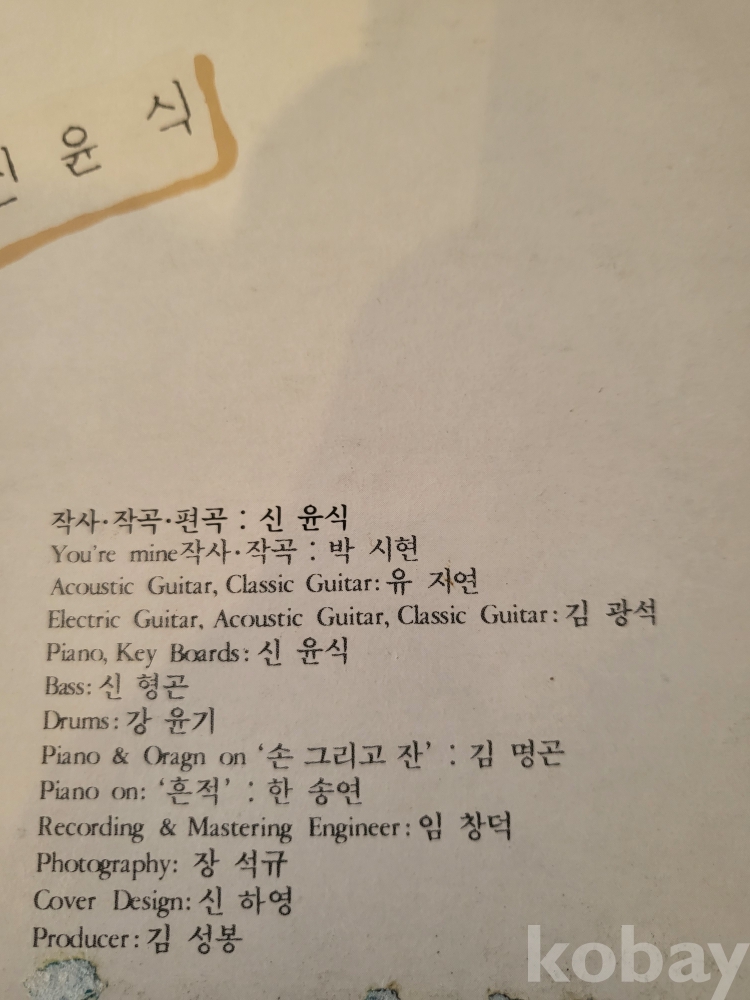 신 윤 식
작사·작곡·편곡 : 신 윤식
You're mine작사·작곡 : 박 시현
Acoustic Guitar, Classic Guitar: 유 지연
Electric Guitar, Acoustic Guitar, Classic Guitar: 김 광석
Piano, Key Boards: 신 윤식
Bass: 신 형곤
Drums: 강 윤기
Piano & Oragn on ‘손 그리고 잔’ : 김 명곤
Piano on: ‘흔적’ : 한 송연
Recording & Mastering Engineer: 임 창덕
Photography: 장 석규
Cover Design: 신 하영
Producer: 김 성봉
kobay